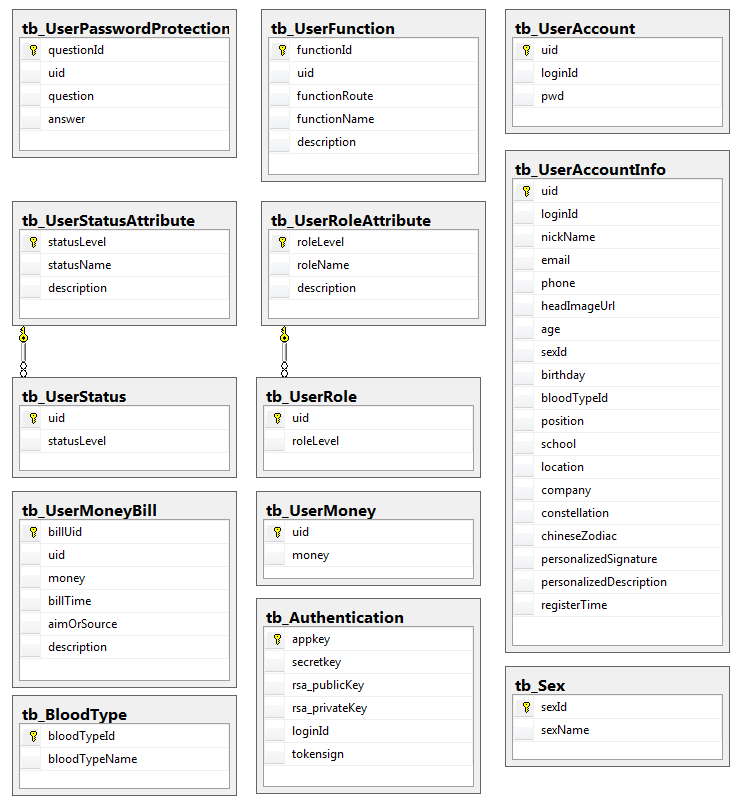 tb_UserPasswordProtection
questionId
uid
question
answer
tb_UserFunction
functionId
uid
functionRoute
functionName
description
tb_UserAccount
uid
loginId
pwd
tb_UserStatusAttribute
statusLevel
statusName
description
tb_UserRoleAttribute
roleLevel
roleName
description
tb_UserAccountInfo
uid
loginId
nickName
email
phone
headImageUrl
age
sexId
birthday
bloodTypeId
position
school
location
company
constellation
chineseZodiac
personalizedSignature
personalizedDescription
registerTime
tb_UserStatus
uid
statusLevel
tb_UserRole
uid
roleLevel
tb_UserMoneyBill
billUid
uid
money
billTime
aimOrSource
description
tb_UserMoney
uid
money
tb_Authentication
appkey
secretkey
rsa_publicKey
rsa_privateKey
loginId
tokensign
tb_BloodType
bloodTypeId
bloodTypeName
tb_Sex
sexId
sexName